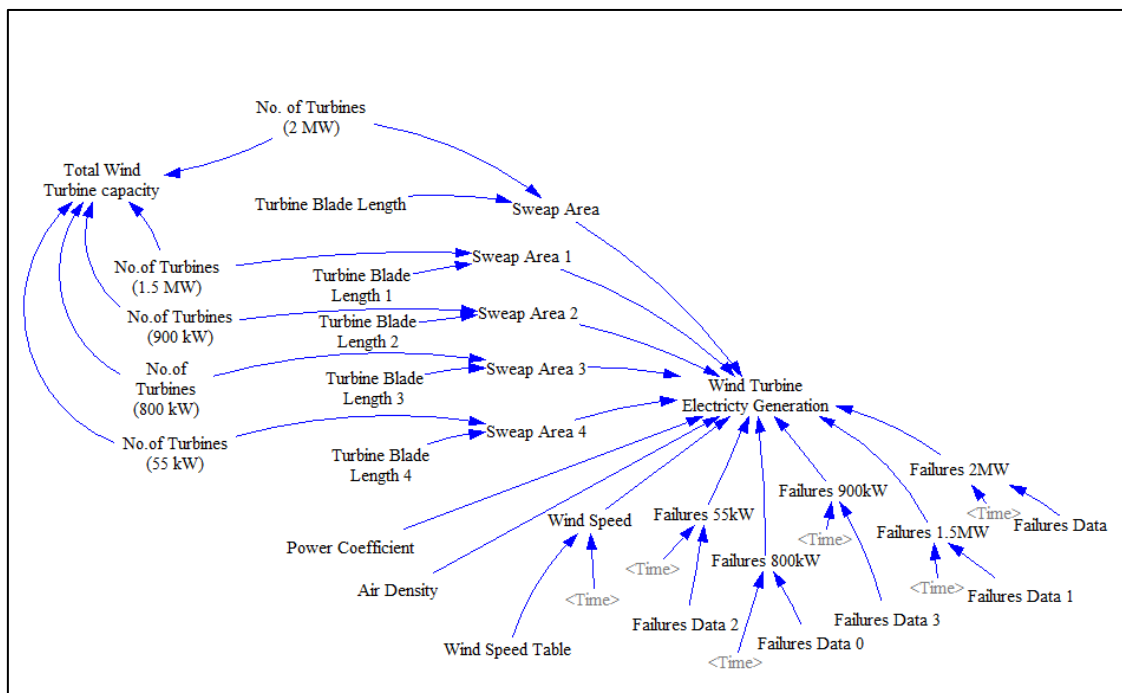 No. of Turbines
(2 MW)
Total Wind
Turbine capacity
Turbine Blade Length
Sweap Area
No.of Turbines
(1.5 MW)
Turbine Blade
Length 1
Sweap Area 1
No.of Turbines
(900 kW)
Turbine Blade
Length 2
Sweap Area 2
No.of
Turbines
(800 kW)
Turbine Blade
Length 3
Sweap Area 3
Wind Turbine
Electricty Generation
No.of Turbines
(55 kW)
Turbine Blade
Length 4
Sweap Area 4
Power Coefficient
Air Density
Wind Speed
<Time>
Wind Speed Table
Failures 55kW
<Time>
Failures Data 2
Failures 800kW
<Time>
Failures Data 0
Failures 900kW
<Time>
Failures Data 3
Failures 1.5MW
<Time>
Failures Data 1
Failures 2MW
<Time>
Failures Data